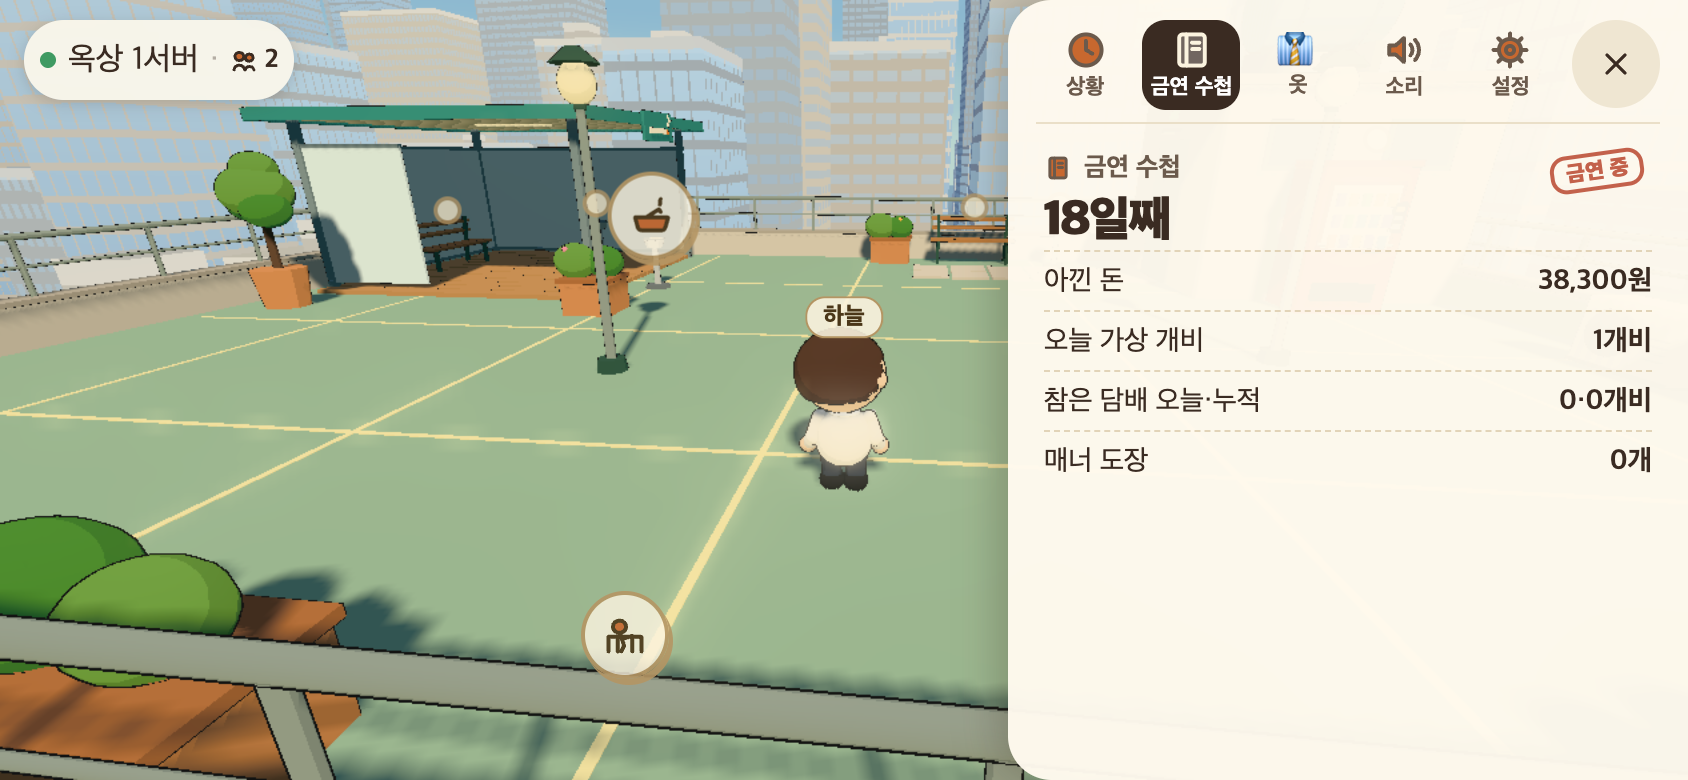 옥상 1서버 · 2
상황
금연 수첩
옷
소리
설정
금연 수첩
금연 중
18일째
아낀 돈 38,300원
오늘 가상 개비 1개비
참은 담배 오늘·누적 0·0개비
매너 도장 0개
하늘